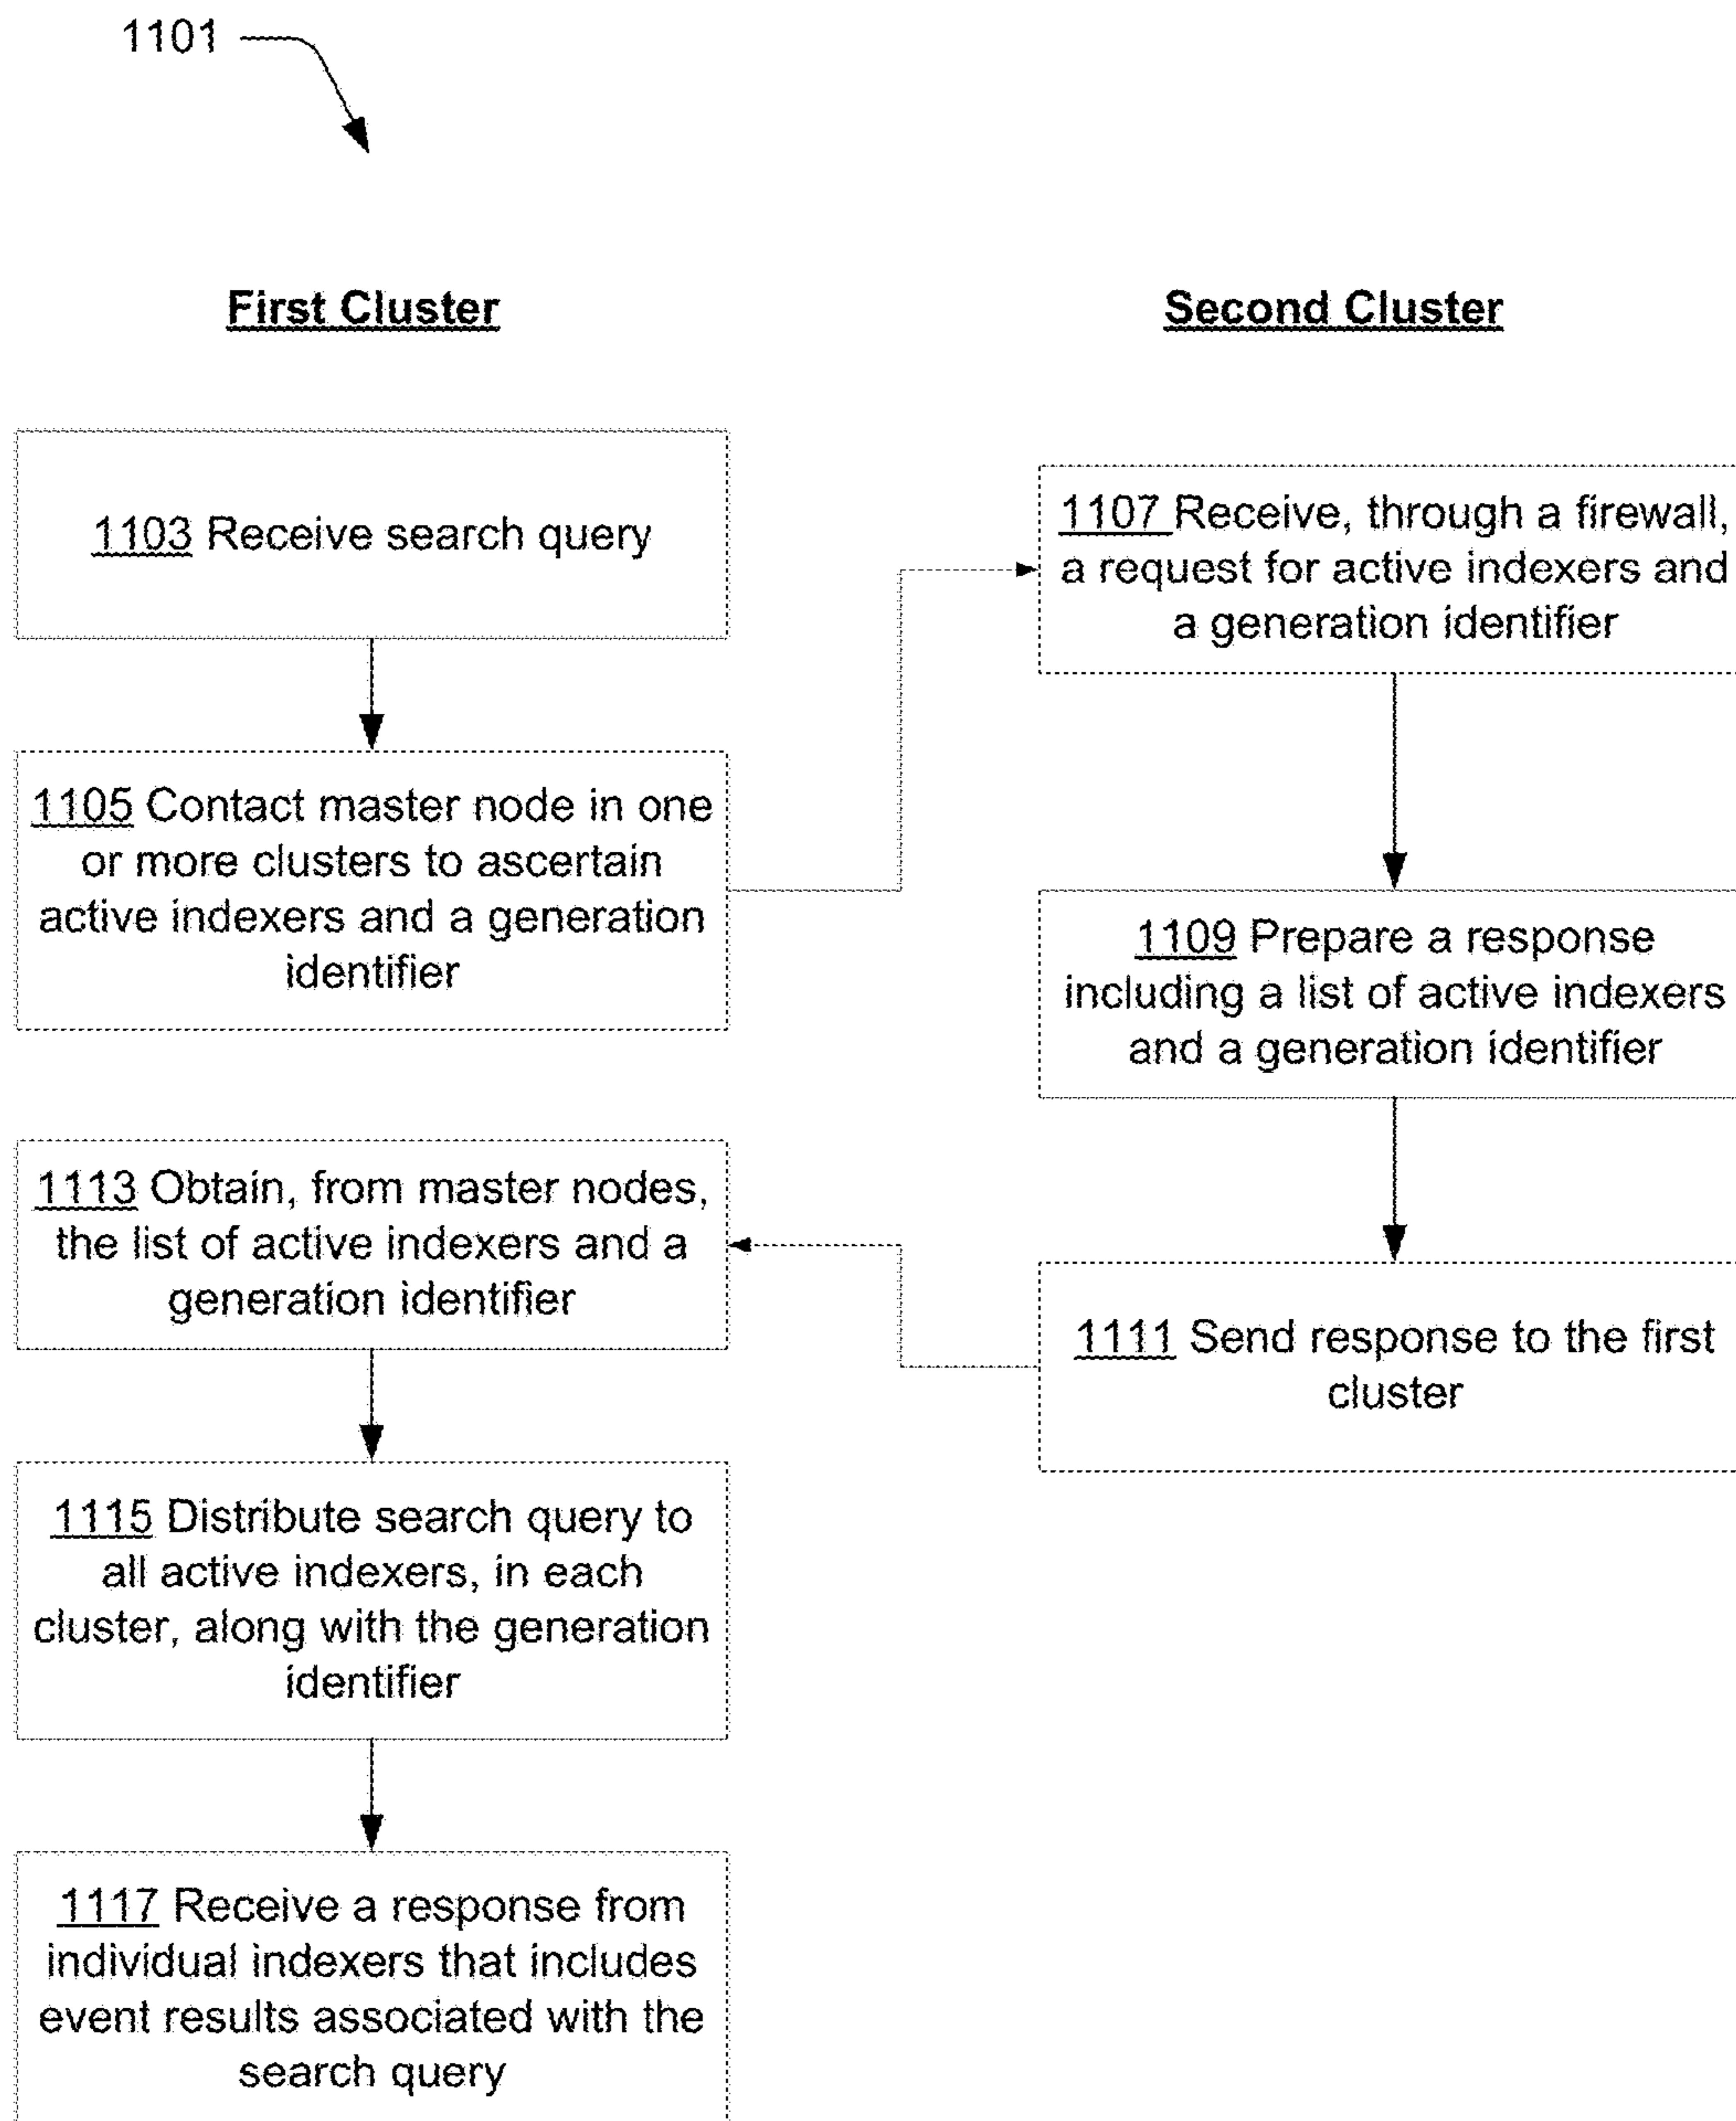 1101
First Cluster
Second Cluster
1103 Receive search query
1105 Contact master node in one
or more clusters to ascertain
active indexers and a generation
identifier
1107 Receive, through a firewall,
a request for active indexers and
a generation identifier
1109 Prepare a response
including a list of active indexers
and a generation identifier
1111 Send response to the first
cluster
1113 Obtain, from master nodes,
the list of active indexers and a
generation identifier
1115 Distribute search query to
all active indexers, in each
cluster, along with the generation
identifier
1117 Receive a response from
individual indexers that includes
event results associated with the
search query